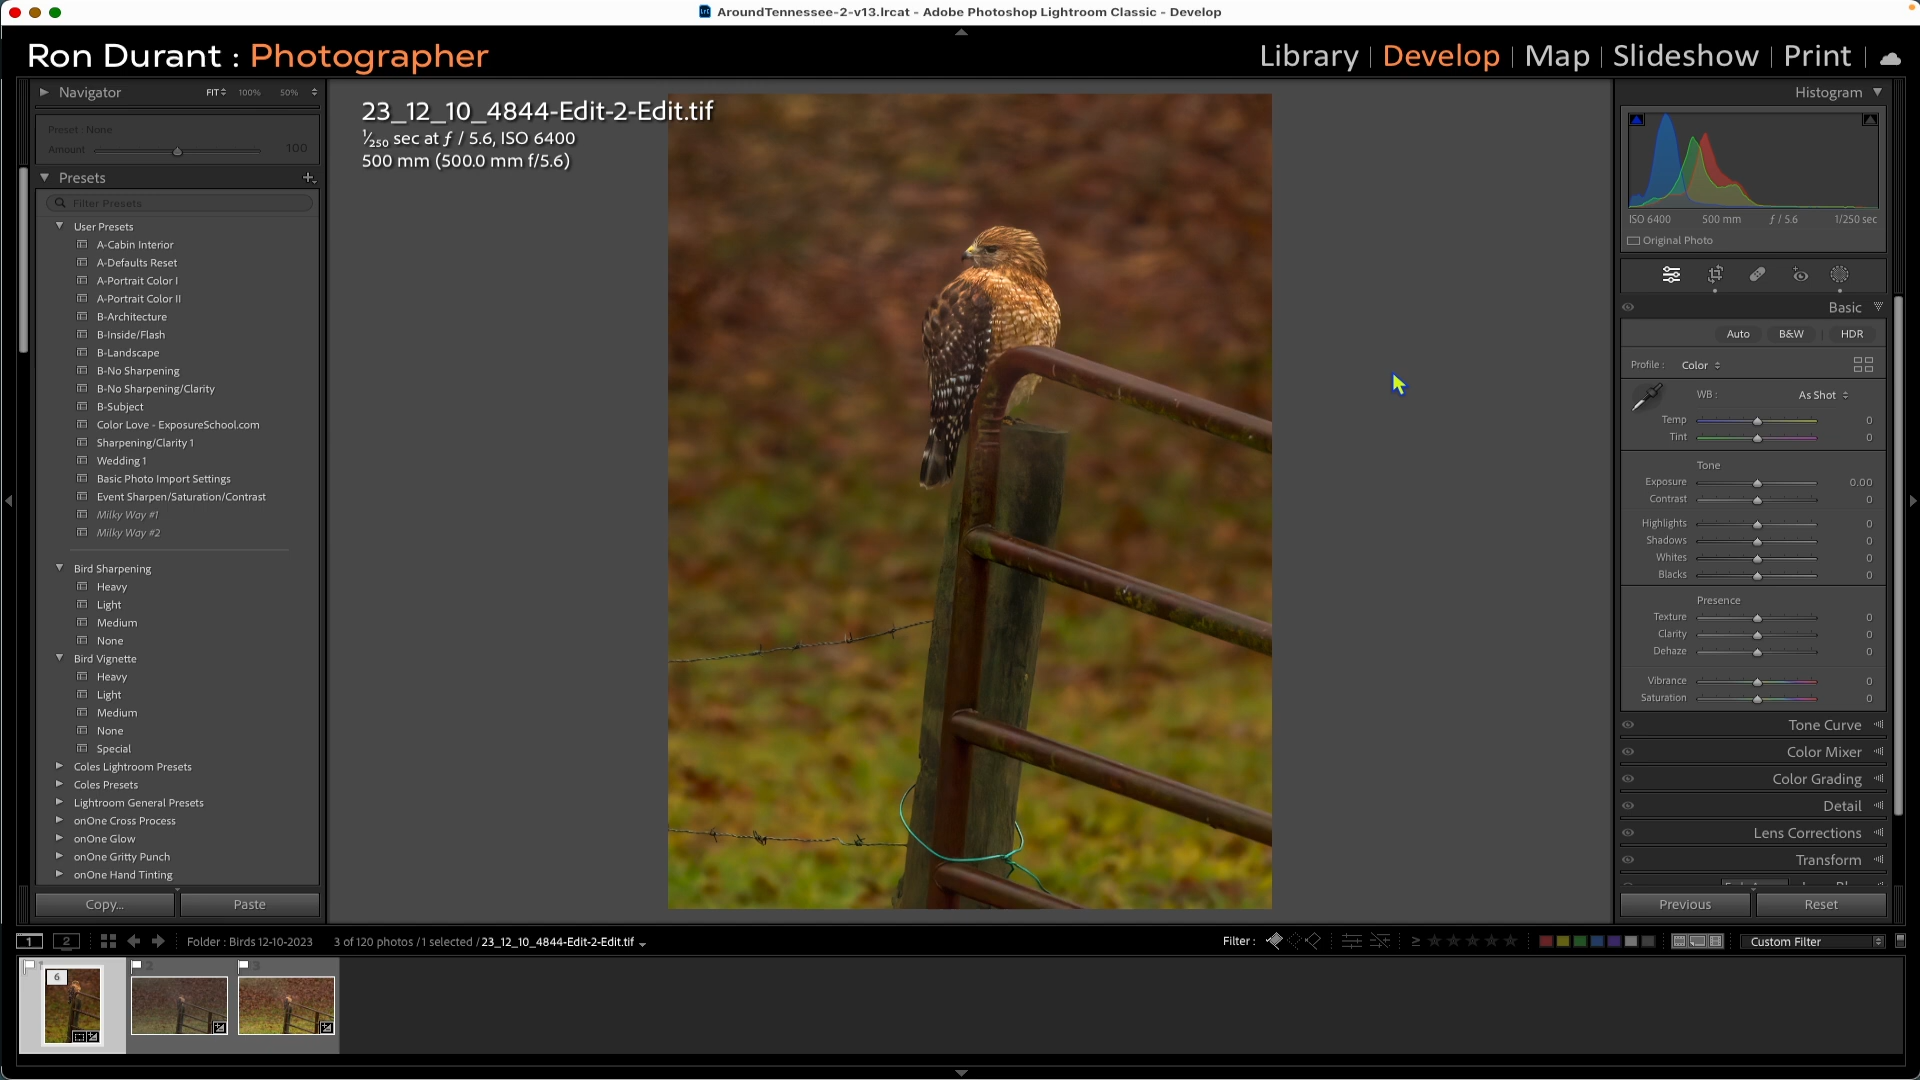 AroundTennessee-2-v13.lrcat - Adobe Photoshop Lightroom Classic - Develop
Ron Durant : Photographer
Library | Develop | Map | Slideshow | Print |
Navigator FIT 100% 50%
Preset : None
Amount 100
Presets
Filter Presets
User Presets
A-Cabin Interior
A-Defaults Reset
A-Portrait Color I
A-Portrait Color II
B-Architecture
B-Inside/Flash
B-Landscape
B-No Sharpening
B-No Sharpening/Clarity
B-Subject
Color Love - ExposureSchool.com
Sharpening/Clarity 1
Wedding 1
Basic Photo Import Settings
Event Sharpen/Saturation/Contrast
Milky Way #1
Milky Way #2
Bird Sharpening
Heavy
Light
Medium
None
Bird Vignette
Heavy
Light
Medium
None
Special
Coles Lightroom Presets
Coles Presets
Lightroom General Presets
onOne Cross Process
onOne Glow
onOne Gritty Punch
onOne Hand Tinting
Copy... Paste
23_12_10_4844-Edit-2-Edit.tif
1/250 sec at ƒ / 5.6, ISO 6400
500 mm (500.0 mm f/5.6)
Histogram
ISO 6400 500 mm ƒ / 5.6 1/250 sec
Original Photo
Basic
Auto B&W HDR
Profile : Color
WB : As Shot
Temp 0
Tint 0
Tone
Exposure 0.00
Contrast 0
Highlights 0
Shadows 0
Whites 0
Blacks 0
Presence
Texture 0
Clarity 0
Dehaze 0
Vibrance 0
Saturation 0
Tone Curve
Color Mixer
Color Grading
Detail
Lens Corrections
Transform
Previous Reset
1 2 Folder : Birds 12-10-2023 3 of 120 photos / 1 selected / 23_12_10_4844-Edit-2-Edit.tif Filter : ≥ Custom Filter
1 2 3
6